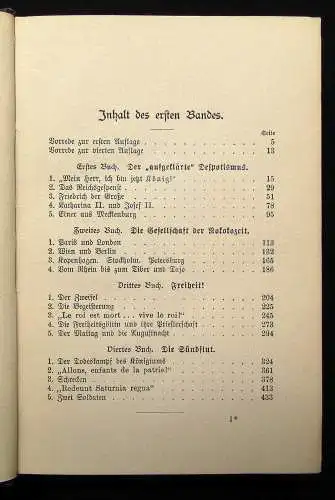 Inhalt des ersten Bandes.
Seite
Vorrede zur ersten Auflage 5
Vorrede zur vierten Auflage 13
Erstes Buch. Der „aufgeklärte“ Despotismus.
1. „Mein Herr, ich bin jetzt König!“ 15
2. Das Reichsgespenst 29
3. Friedrich der Große 51
4. Katharina II. und Josef II. 78
5. Einer aus Mecklenburg 95
Zweites Buch. Die Gesellschaft der Rokokozeit.
1. Paris und London 113
2. Wien und Berlin 132
3. Kopenhagen. Stockholm. Petersburg 165
4. Vom Rhein bis zum Tiber und Tajo 186
Drittes Buch. Freiheit!
1. Der Zweifel 204
2. Die Begeisterung 225
3. „Le roi est mort . . . vive le roi!“ 245
4. Die Freiheitsgöttin und ihre Priesterschaft 273
5. Der Maitag und die Augustnacht 294
Viertes Buch. Die Sündflut.
1. Der Todeskampf des Königtums 324
2. „Allons, enfants de la patrie!“ 361
3. Schrecken 378
4. „Redeunt Saturnia regna“ 413
5. Zwei Soldaten 433
1*